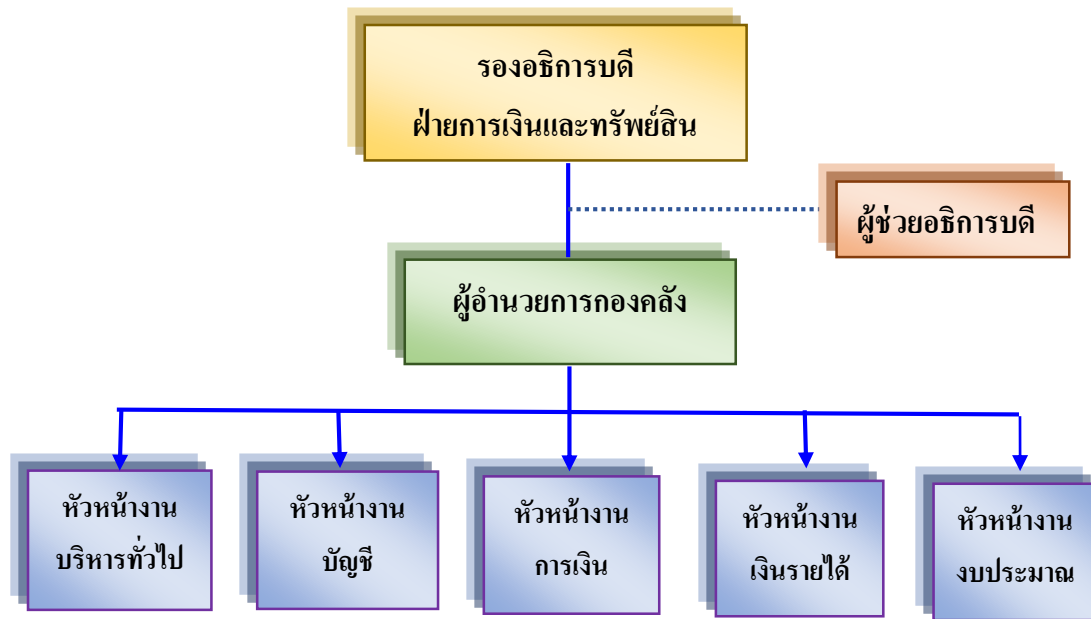 รองอธิการบดี
ฝ่ายการเงินและทรัพย์สิน
ผู้ช่วยอธิการบดี
ผู้อำนวยการกองคลัง
หัวหน้างาน
บริหารทั่วไป
หัวหน้างาน
บัญชี
หัวหน้างาน
การเงิน
หัวหน้างาน
เงินรายได้
หัวหน้างาน
งบประมาณ